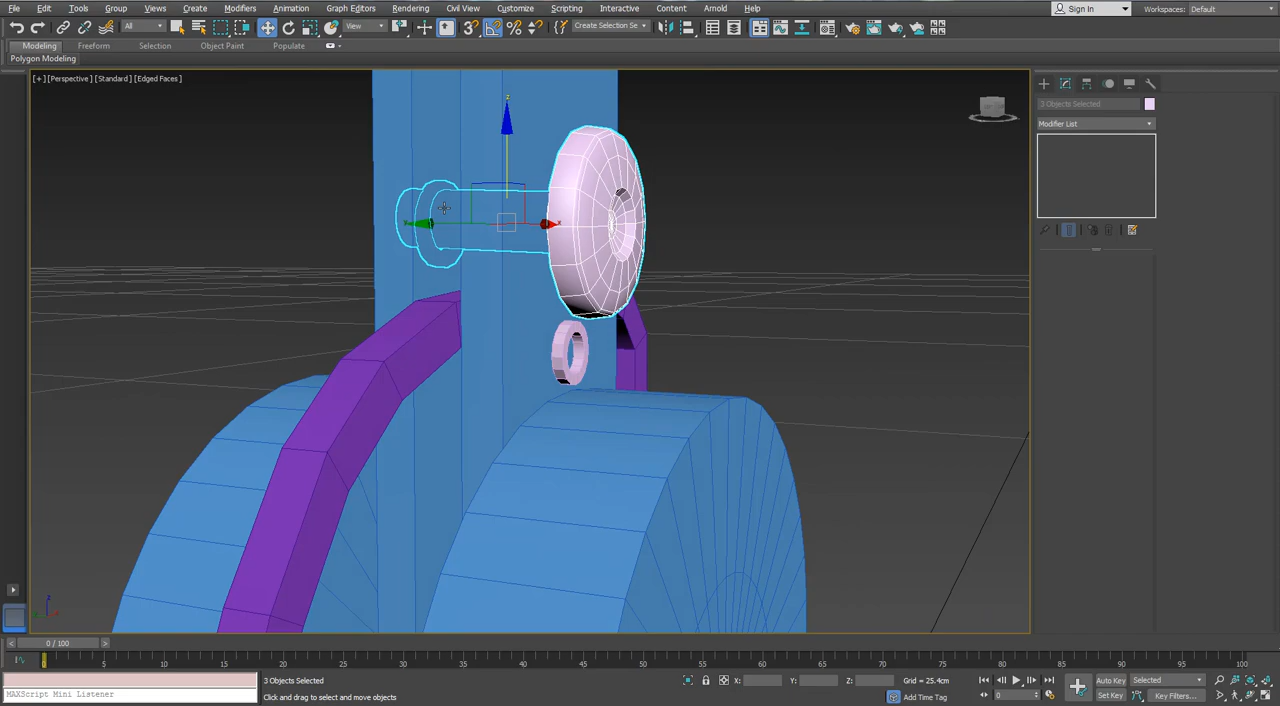 File Edit Tools Group Views Create Modifiers Animation Graph Editors Rendering Civil View Customize Scripting Interactive Content Arnold Help Sign In Workspaces: Default
All View Create Selection Se
Modeling Freeform Selection Object Paint Populate
Polygon Modeling
[+] [Perspective] [Standard] [Edged Faces]
3 Objects Selected
Modifier List
z
x
0 / 100
0 5 10 15 20 25 30 35 40 45 50 55 60 65 70 75 80 85 90 95 100
3 Objects Selected X: Y: Z: Grid = 25.4cm Auto Key Selected
MAXScript Mini Listener Click and drag to select and move objects Add Time Tag 0 Set Key Key Filters...